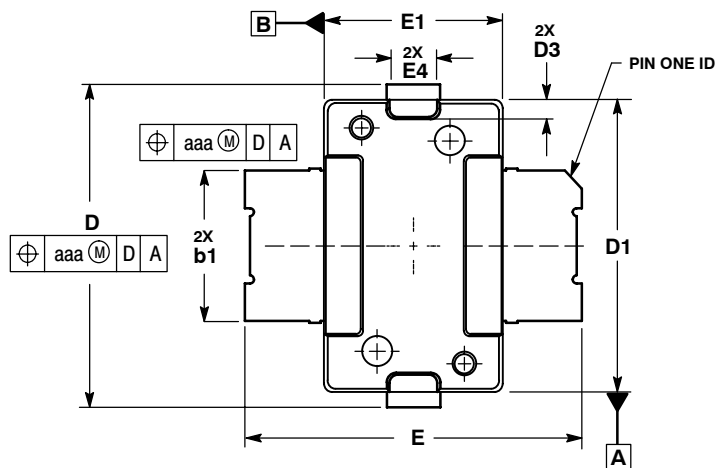 B
E1
2X
E4
2X
D3
PIN ONE ID
⌖ aaa Ⓜ D A
D
2X
b1
⌖ aaa Ⓜ D A
D1
E
A